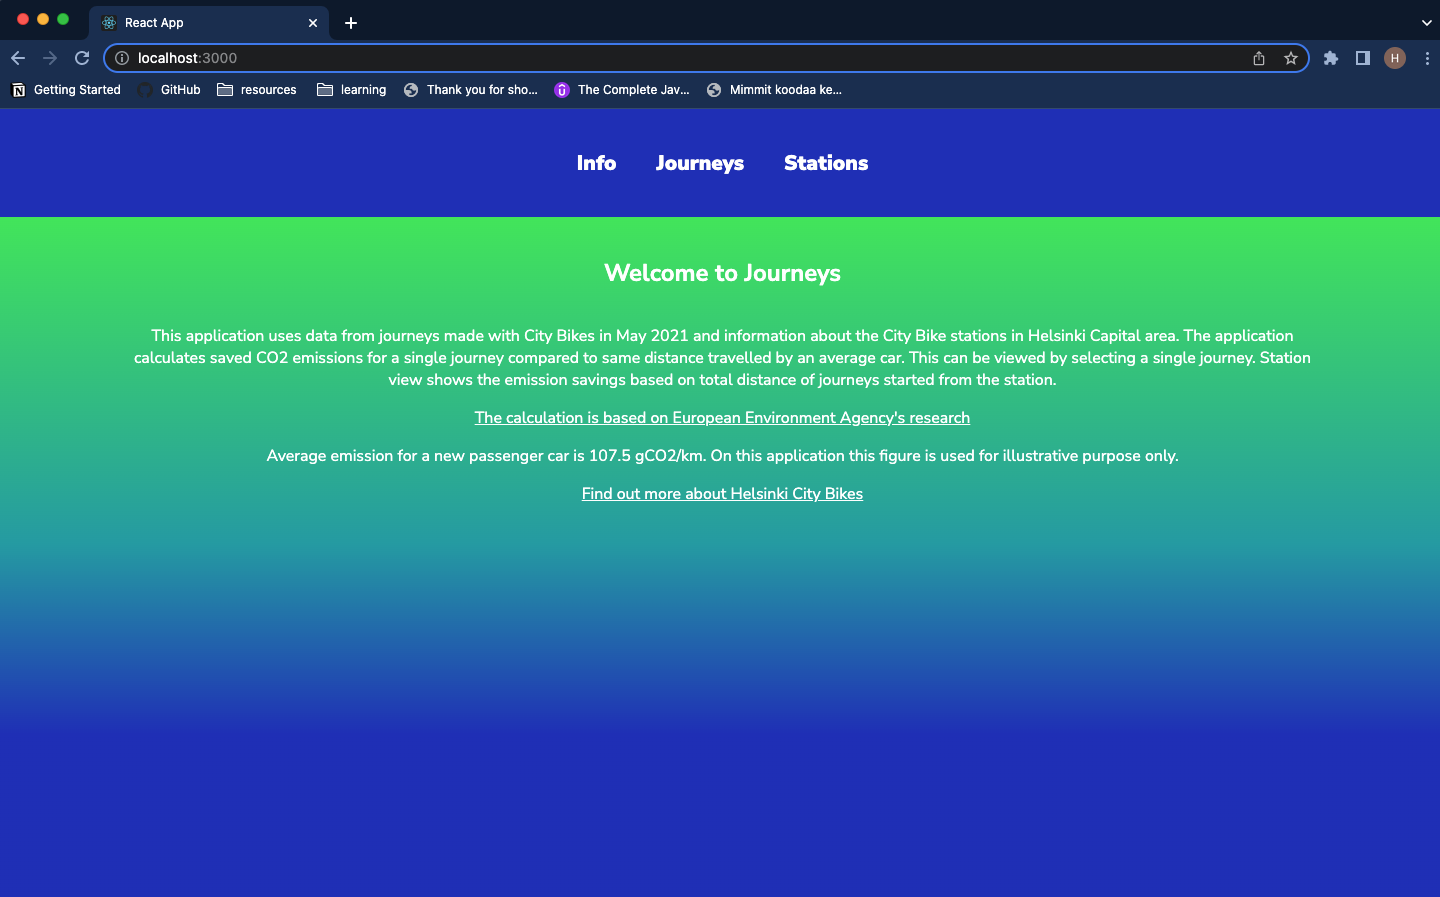 React App
localhost:3000
H
Getting Started GitHub resources learning Thank you for sho... The Complete Jav... Mimmit koodaa ke...
Info Journeys Stations
Welcome to Journeys
This application uses data from journeys made with City Bikes in May 2021 and information about the City Bike stations in Helsinki Capital area. The application
calculates saved CO2 emissions for a single journey compared to same distance travelled by an average car. This can be viewed by selecting a single journey. Station
view shows the emission savings based on total distance of journeys started from the station.
The calculation is based on European Environment Agency's research
Average emission for a new passenger car is 107.5 gCO2/km. On this application this figure is used for illustrative purpose only.
Find out more about Helsinki City Bikes